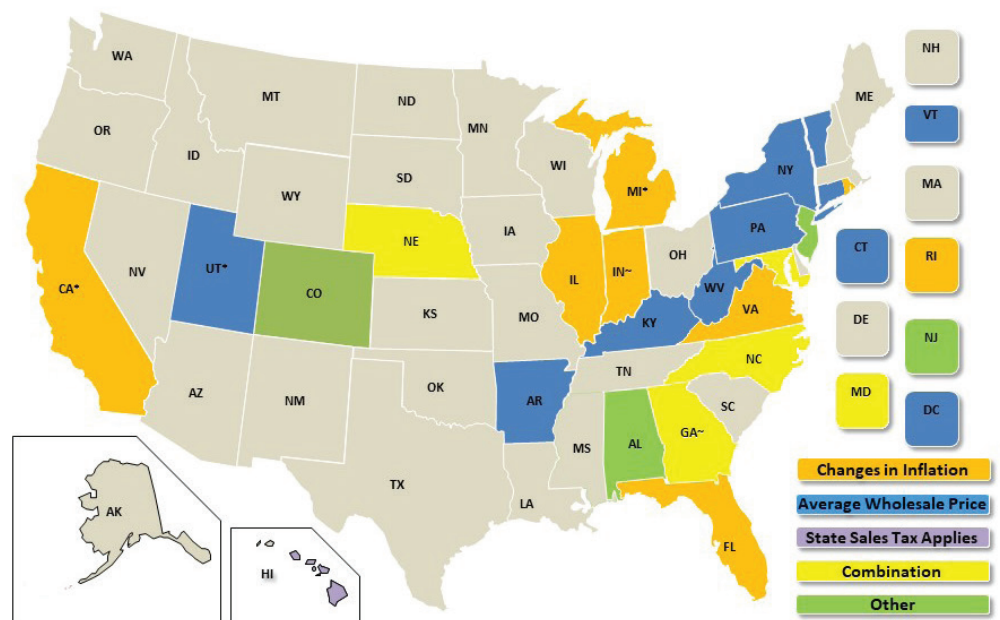 WA
MT
ND
MN
OR
ID
SD
WI
WY
MI*
NY
ME
NH
VT
MA
CT
RI
DE
NJ
MD
DC
NE
IA
PA
NV
UT*
CO
CA*
IL
IN~
OH
WV
VA
KS
MO
KY
NC
TN
AZ
NM
OK
AR
SC
MS
AL
GA~
TX
LA
FL
AK
HI
Changes in Inflation
Average Wholesale Price
State Sales Tax Applies
Combination
Other